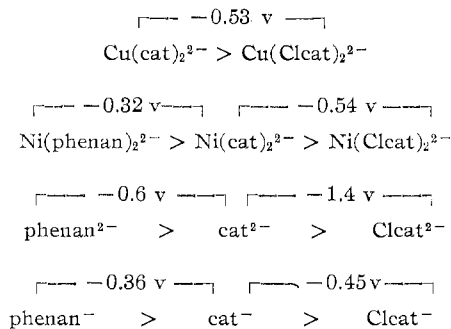 −0.53 v
Cu(cat)₂²⁻ > Cu(Clcat)₂²⁻
−0.32 v −0.54 v
Ni(phenan)₂²⁻ > Ni(cat)₂²⁻ > Ni(Clcat)₂²⁻
−0.6 v −1.4 v
phenan²⁻ > cat²⁻ > Clcat²⁻
−0.36 v −0.45 v
phenan⁻ > cat⁻ > Clcat⁻